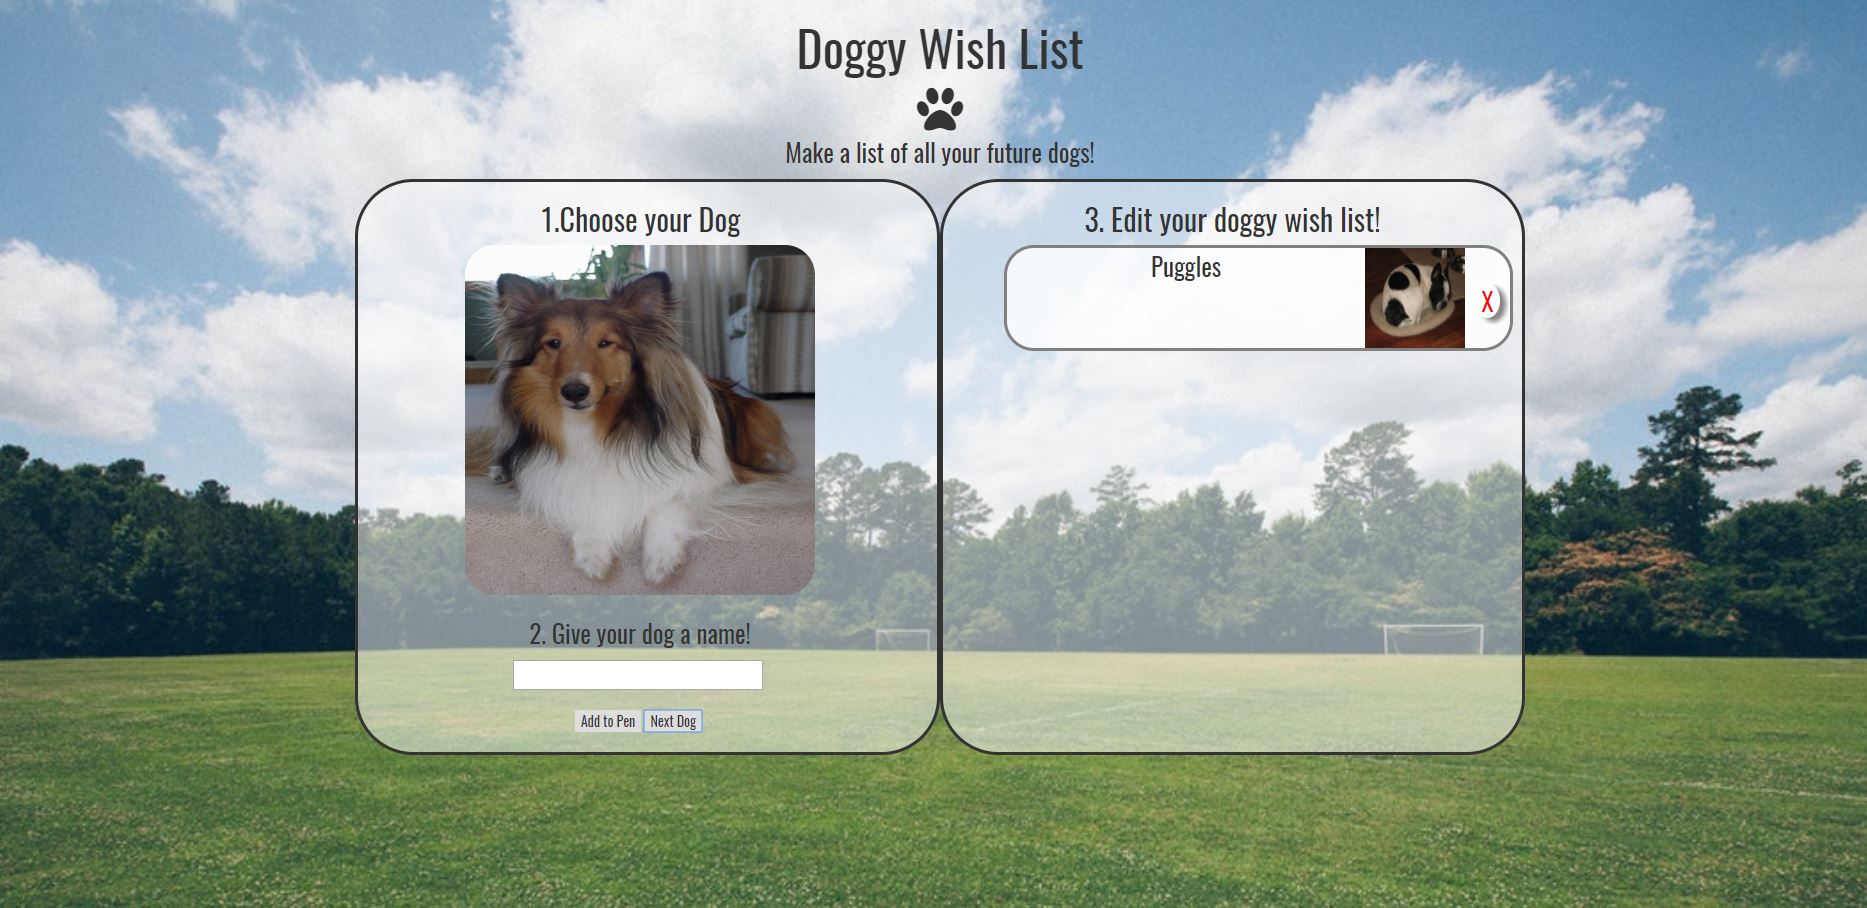 Doggy Wish List
Make a list of all your future dogs!
1.Choose your Dog
2. Give your dog a name!
Add to Pen
Next Dog
3. Edit your doggy wish list!
Puggles
X